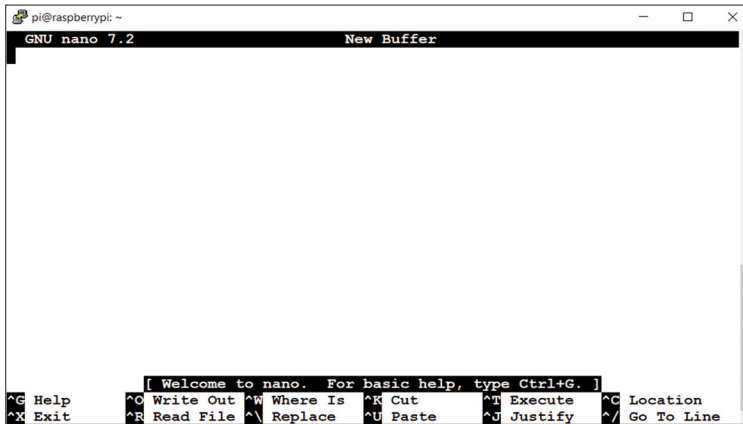 pi@raspberrypi: ~
GNU nano 7.2 New Buffer
[ Welcome to nano. For basic help, type Ctrl+G. ]
^G Help ^O Write Out ^W Where Is ^K Cut ^T Execute ^C Location
^X Exit ^R Read File ^\ Replace ^U Paste ^J Justify ^/ Go To Line